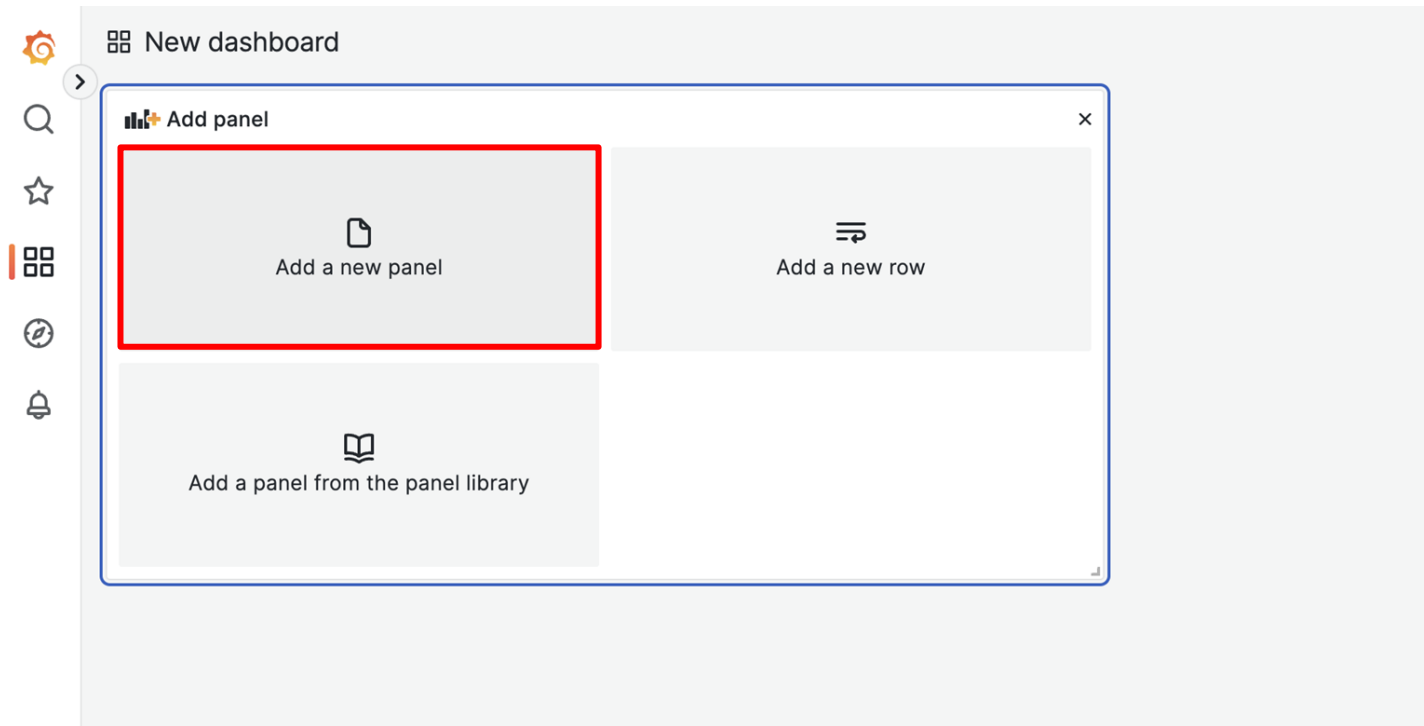 New dashboard
Add panel
Add a new panel
Add a new row
Add a panel from the panel library